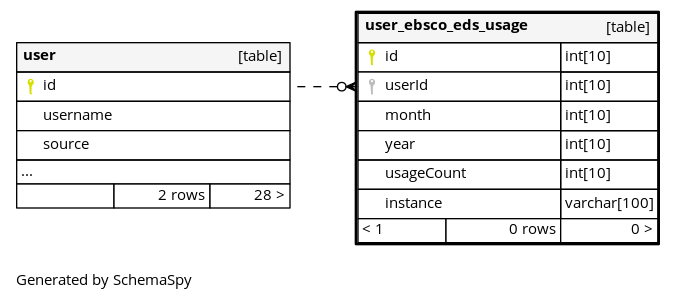 user [table]
id
username
source
...
2 rows 28 >
user_ebsco_eds_usage [table]
id int[10]
userId int[10]
month int[10]
year int[10]
usageCount int[10]
instance varchar[100]
< 1 0 rows 0 >
Generated by SchemaSpy